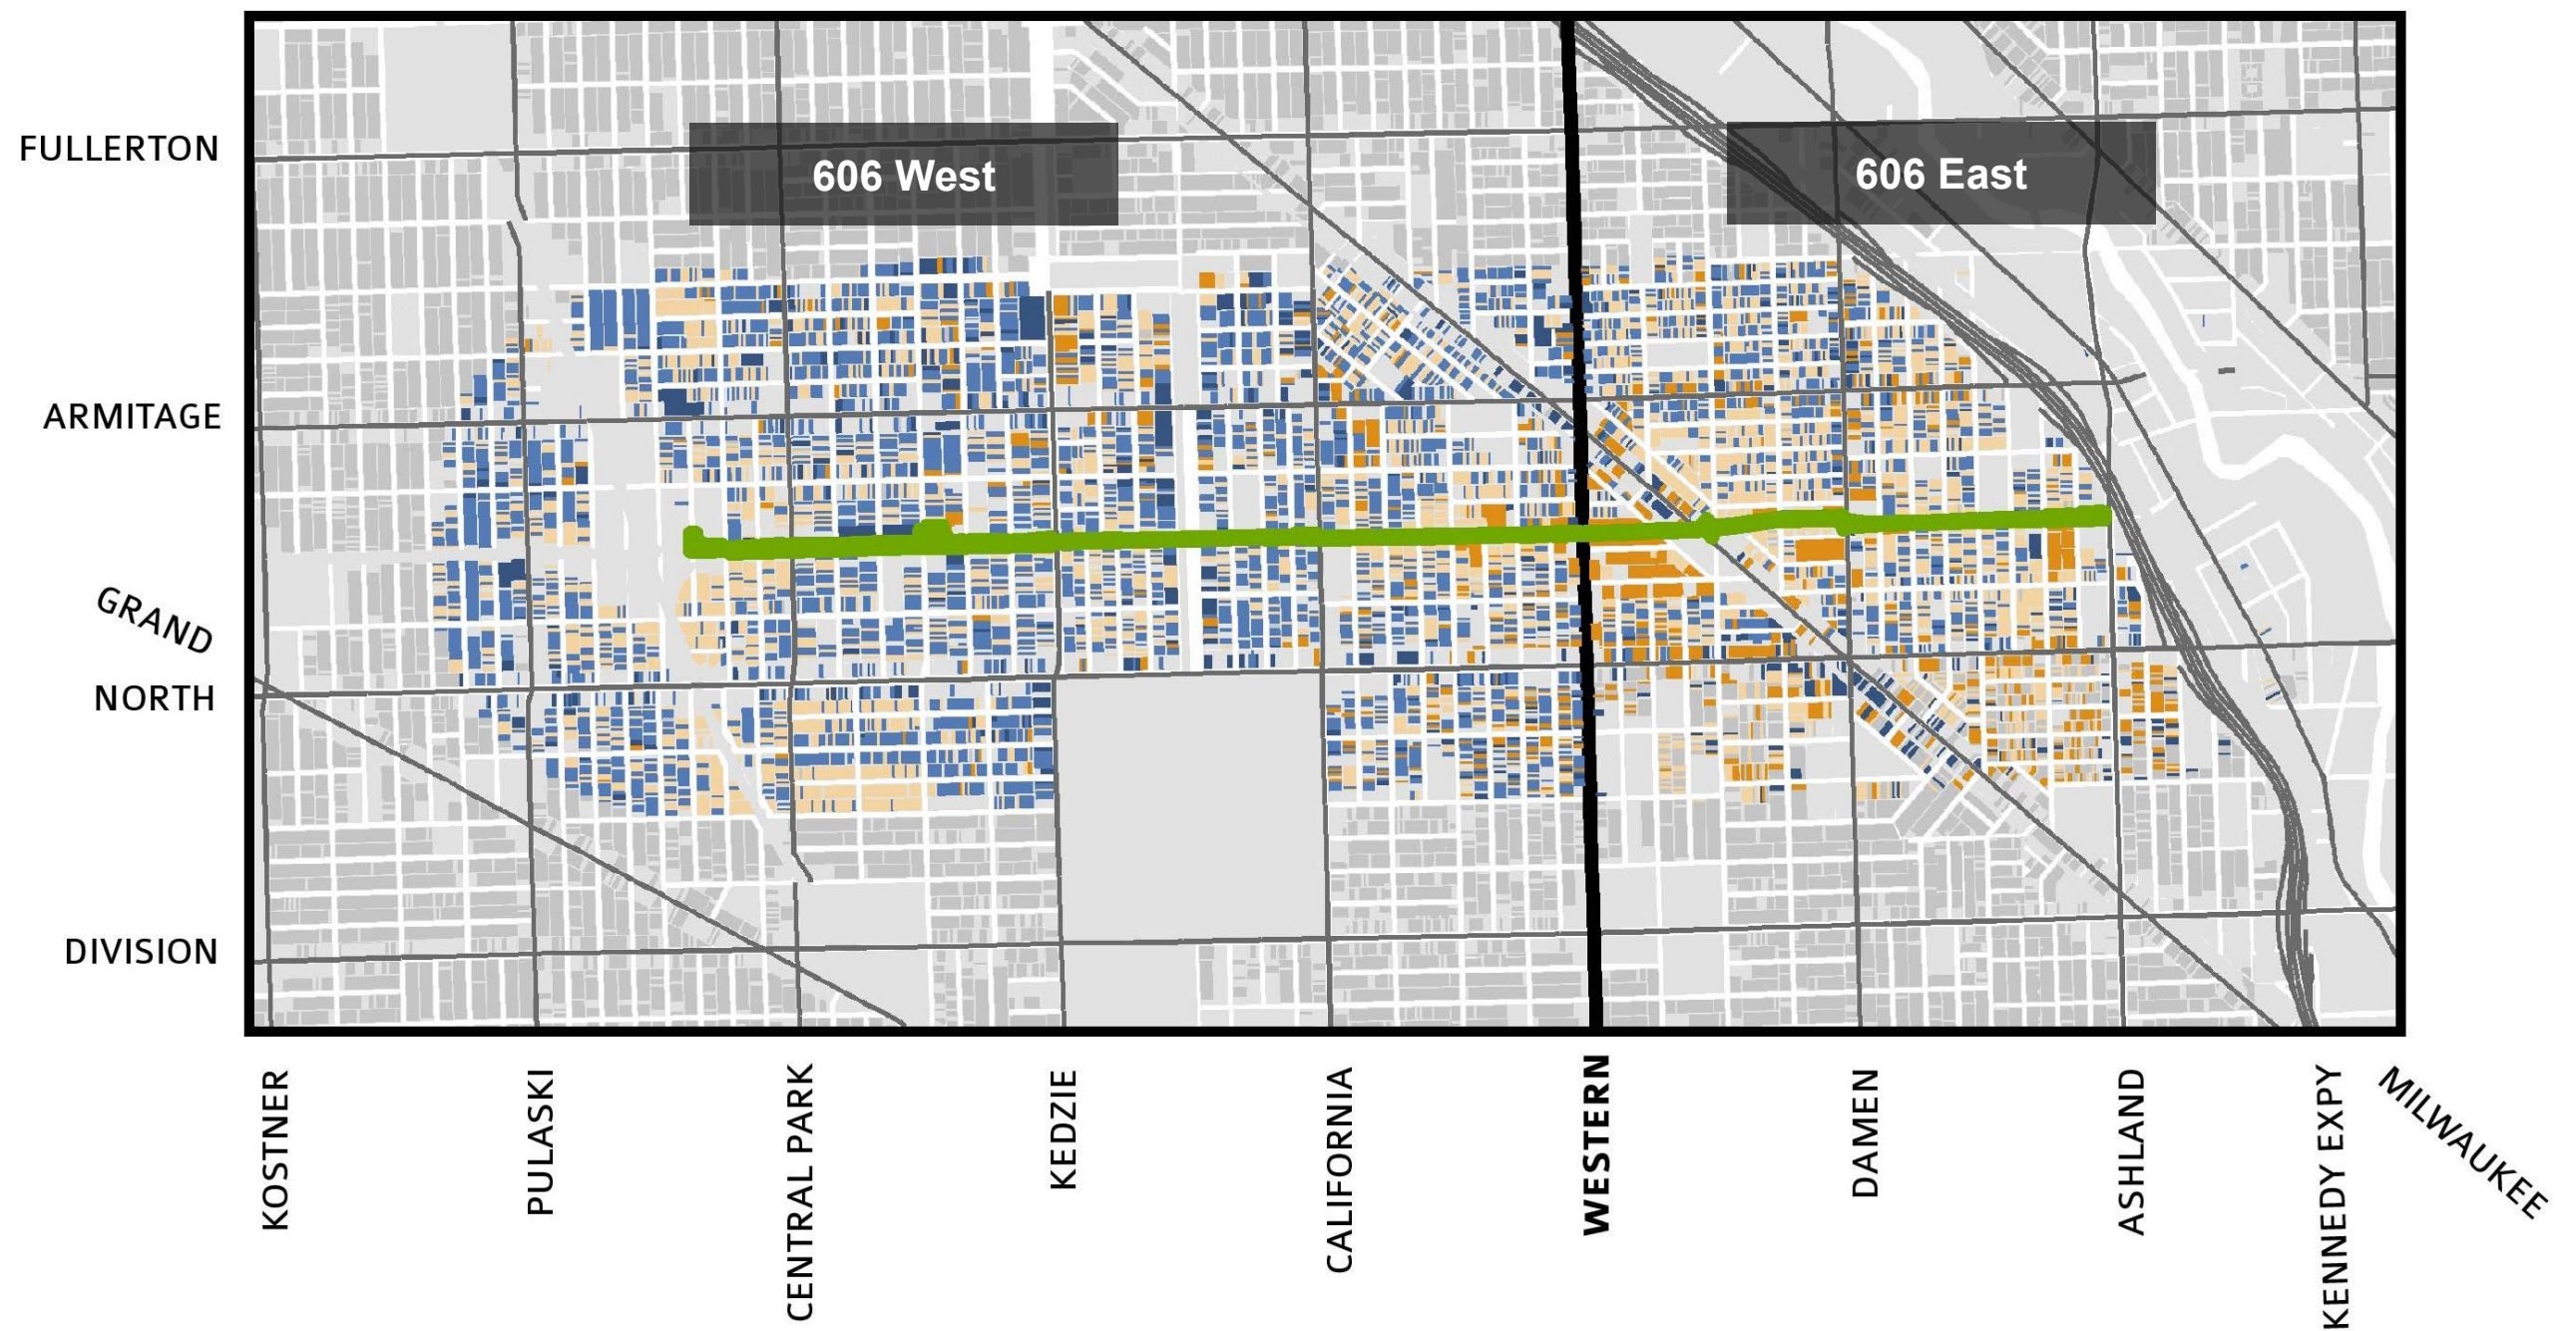 606 West
606 East
FULLERTON
ARMITAGE
GRAND
NORTH
DIVISION
KOSTNER
PULASKI
CENTRAL PARK
KEDZIE
CALIFORNIA
WESTERN
DAMEN
ASHLAND
KENNEDY EXPY
MILWAUKEE